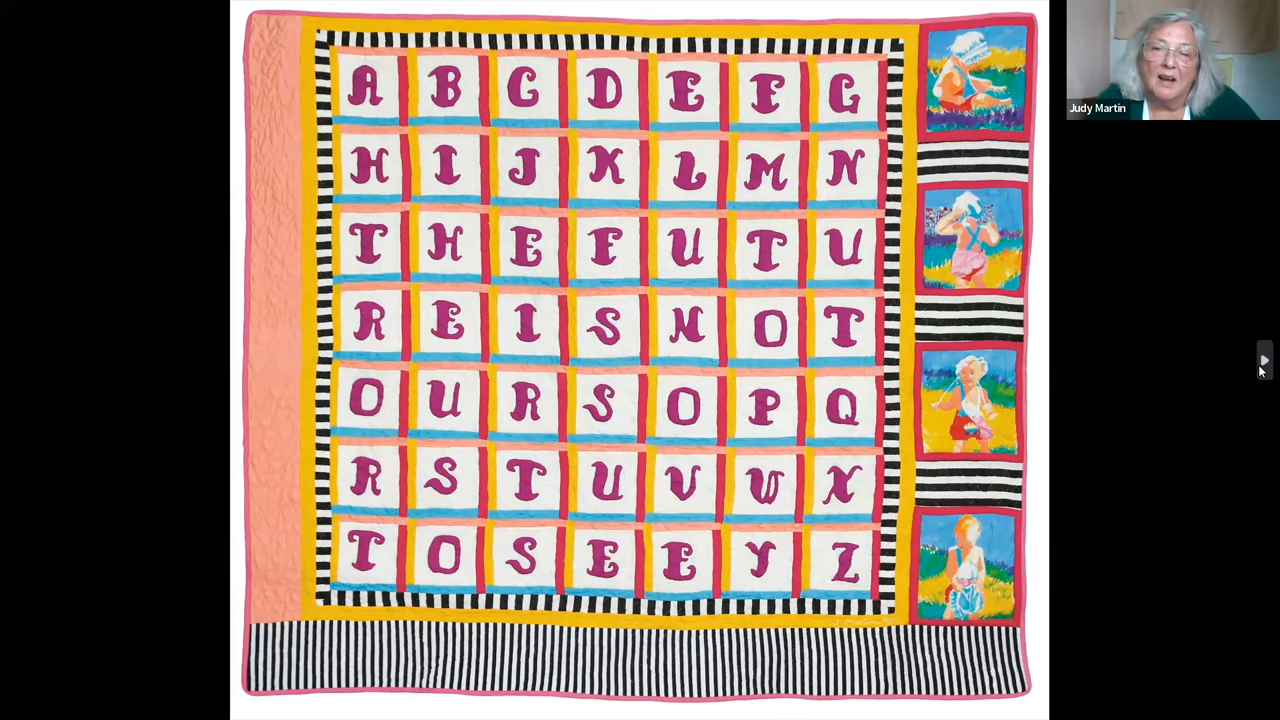 A B C D E F G
H I J K L M N
T H E F U T U
R E I S N O T
O U R S O P Q
R S T U V W X
T O S E E Y Z
Judy Martin